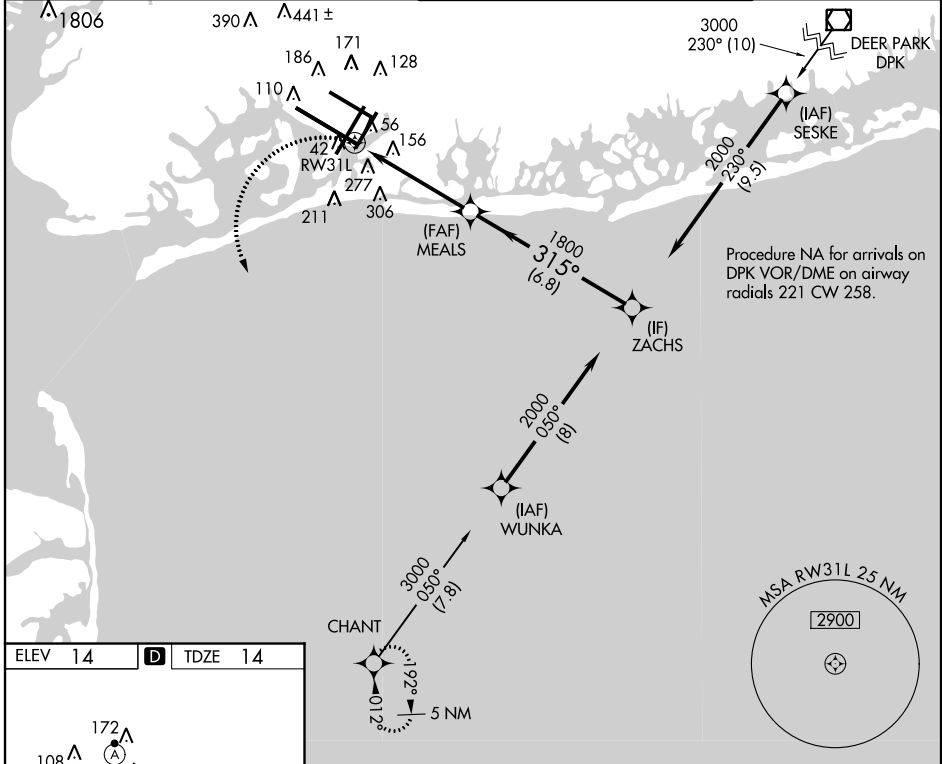 1806
390
441 ±
3000
230° (10)
DEER PARK
DPK
186
171
128
110
56
(IAF)
SESKE
42
RW31L
156
277
2000
230°
(9.5)
211
306
(FAF)
MEALS
1800
315°
(6.8)
Procedure NA for arrivals on
DPK VOR/DME on airway
radials 221 CW 258.
(IF)
ZACHS
2000
050°
(8)
(IAF)
WUNKA
3000
050°
(7.8)
MSA RW31L 25 NM
2900
CHANT
192°
012°
5 NM
ELEV 14 D TDZE 14
172
A
108